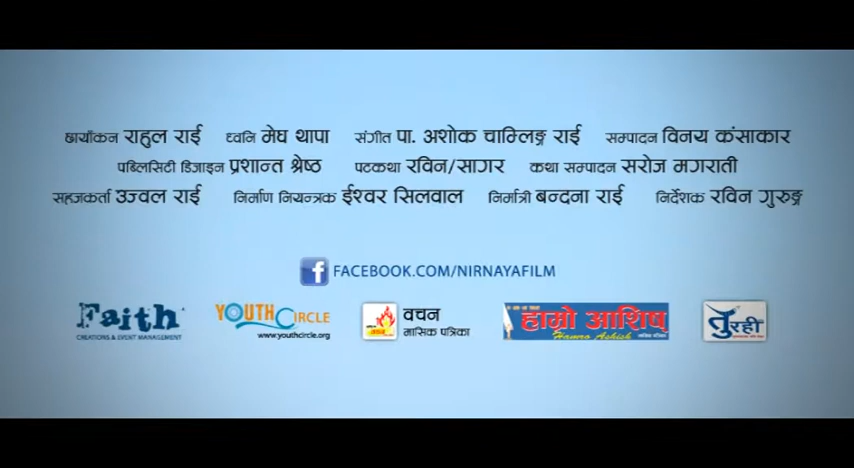 छायाँकन राहुल राई ध्वनि मेघ थापा संगीत पा. अशोक चाम्लिङ्ग राई सम्पादन विनय कंसाकार
पब्लिसिटी डिजाइन प्रशान्त श्रेष्ठ पटकथा रविन/सागर कथा सम्पादन सरोज मगराती
सहजकर्ता उज्वल राई निर्माण नियन्त्रक ईश्वर सिलवाल निर्मात्री बन्दना राई निर्देशक रविन गुरुङ्ग
f FACEBOOK.COM/NIRNAYAFILM
Faith YOUTH CIRCLE वचन हाम्रो आशिष् तुरही
CREATIONS & EVENT MANAGEMENT www.youthcircle.org मासिक पत्रिका Hamro Ashish